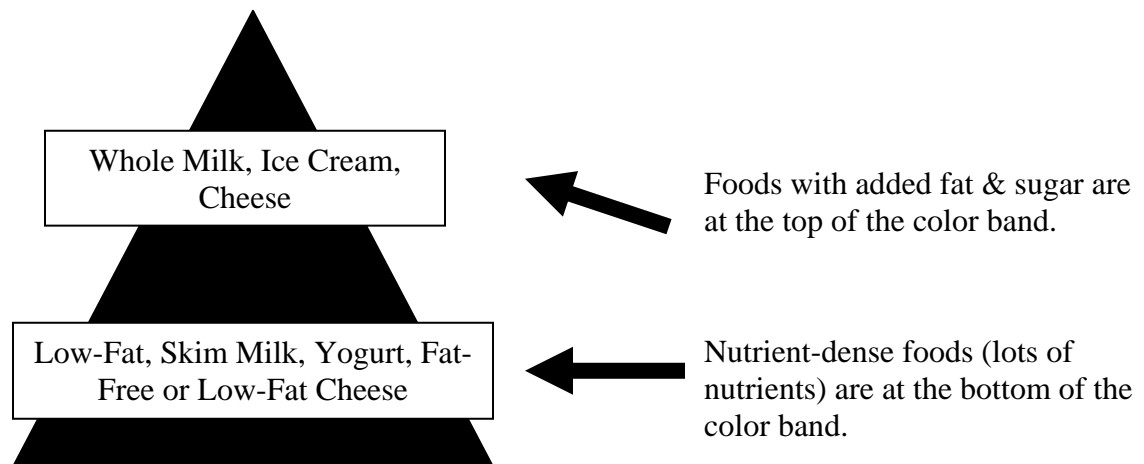 Whole Milk, Ice Cream,
Cheese
Foods with added fat & sugar are
at the top of the color band.
Low-Fat, Skim Milk, Yogurt, Fat-
Free or Low-Fat Cheese
Nutrient-dense foods (lots of
nutrients) are at the bottom of the
color band.